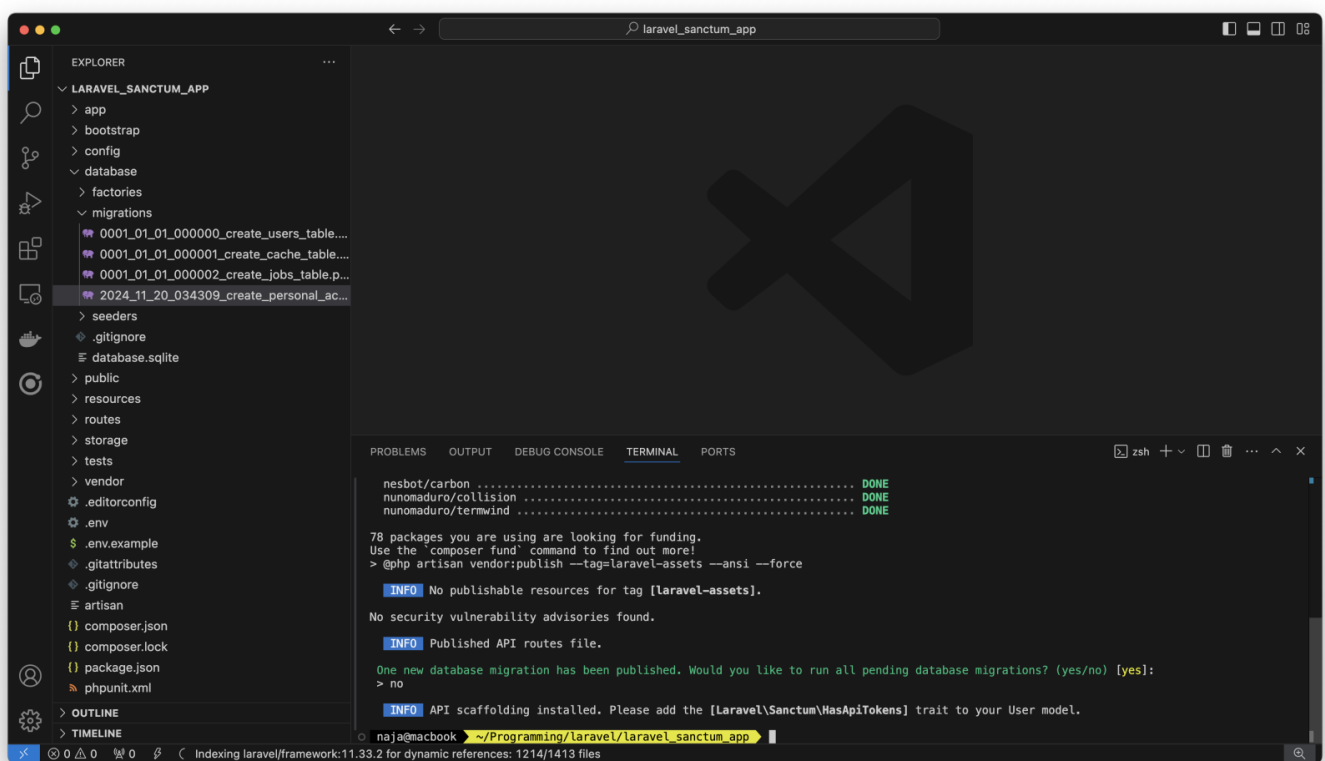 laravel_sanctum_app
EXPLORER
LARAVEL_SANCTUM_APP
app
bootstrap
config
database
factories
migrations
0001_01_01_000000_create_users_table....
0001_01_01_000001_create_cache_table....
0001_01_01_000002_create_jobs_table.p...
2024_11_20_034309_create_personal_ac...
seeders
.gitignore
database.sqlite
public
resources
routes
storage
tests
vendor
.editorconfig
.env
.env.example
.gitattributes
.gitignore
artisan
composer.json
composer.lock
package.json
phpunit.xml
OUTLINE
TIMELINE
PROBLEMS OUTPUT DEBUG CONSOLE TERMINAL PORTS zsh
nesbot/carbon ...................................................... DONE
nunomaduro/collision ............................................... DONE
nunomaduro/termwind ................................................ DONE
78 packages you are using are looking for funding.
Use the `composer fund` command to find out more!
> @php artisan vendor:publish --tag=laravel-assets --ansi --force
INFO No publishable resources for tag [laravel-assets].
No security vulnerability advisories found.
INFO Published API routes file.
One new database migration has been published. Would you like to run all pending database migrations? (yes/no) [yes]:
> no
INFO API scaffolding installed. Please add the [Laravel\Sanctum\HasApiTokens] trait to your User model.
naja@macbook ~/Programming/laravel/laravel_sanctum_app
0 0 0 Indexing laravel/framework:11.33.2 for dynamic references: 1214/1413 files